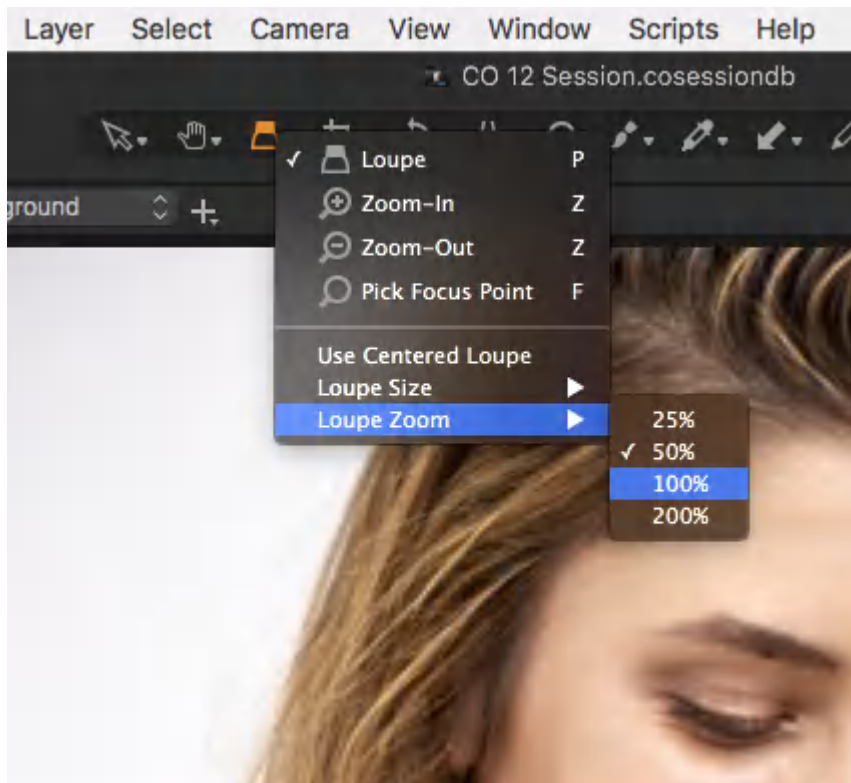 Layer Select Camera View Window Scripts Help
CO 12 Session.cosessiondb
ground
✓ Loupe P
Zoom-In Z
Zoom-Out Z
Pick Focus Point F
Use Centered Loupe
Loupe Size ▶
Loupe Zoom ▶
25%
✓ 50%
100%
200%